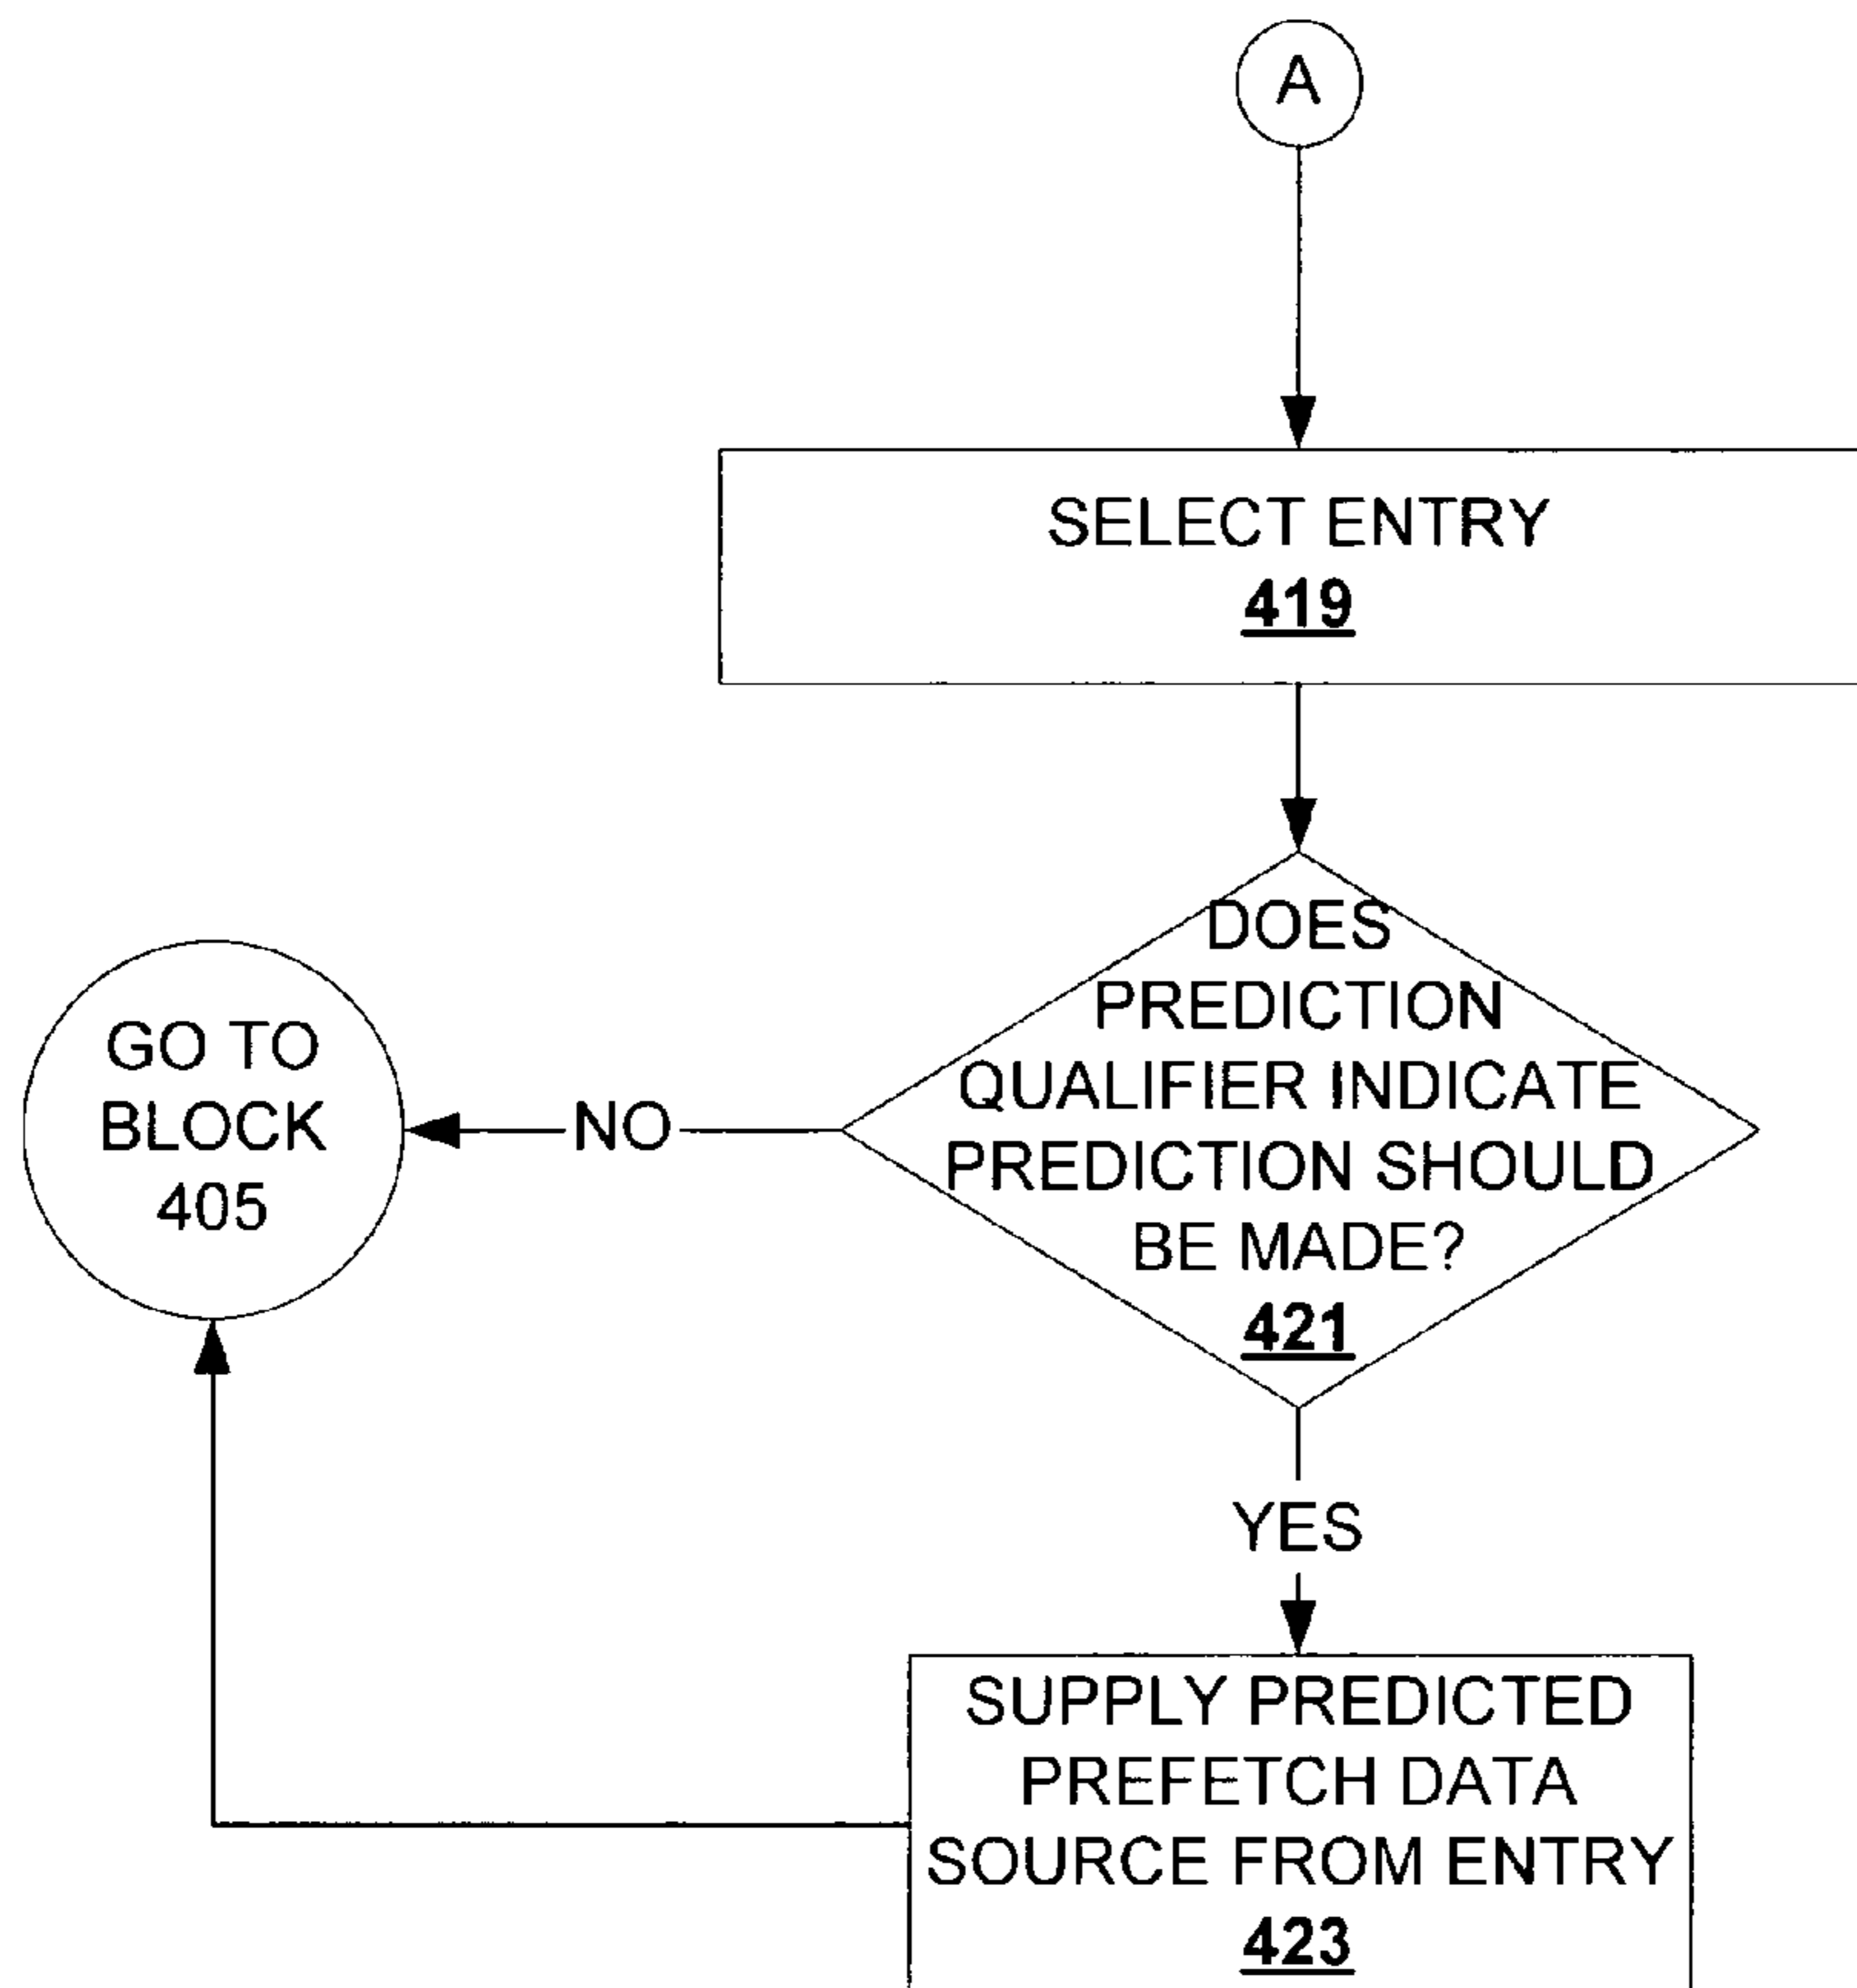 A
SELECT ENTRY
419
DOES
PREDICTION
QUALIFIER INDICATE
PREDICTION SHOULD
BE MADE?
421
GO TO
BLOCK
405
NO
YES
SUPPLY PREDICTED
PREFETCH DATA
SOURCE FROM ENTRY
423